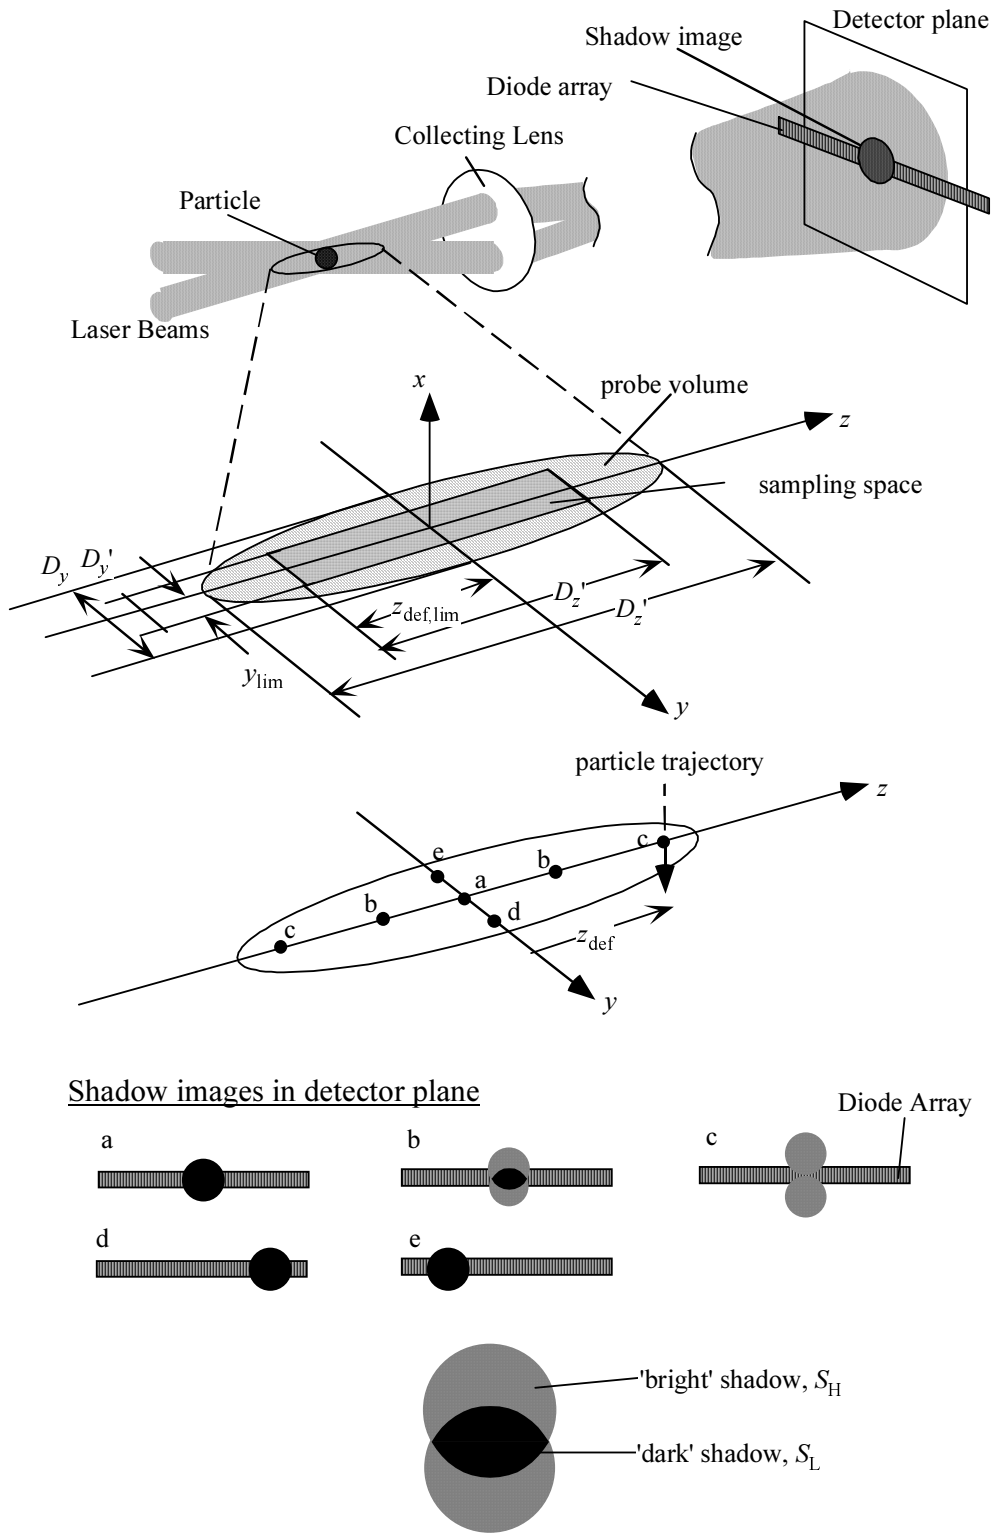 Detector plane
Shadow image
Diode array
Collecting Lens
Particle
Laser Beams
x
probe volume
z
sampling space
D_y D_y'
z_def,lim
D_z'
D_z'
y_lim
y
particle trajectory
z
c
e
b
a
b
d
c
z_def
y
Shadow images in detector plane
Diode Array
a
b
c
d
e
'bright' shadow, S_H
'dark' shadow, S_L